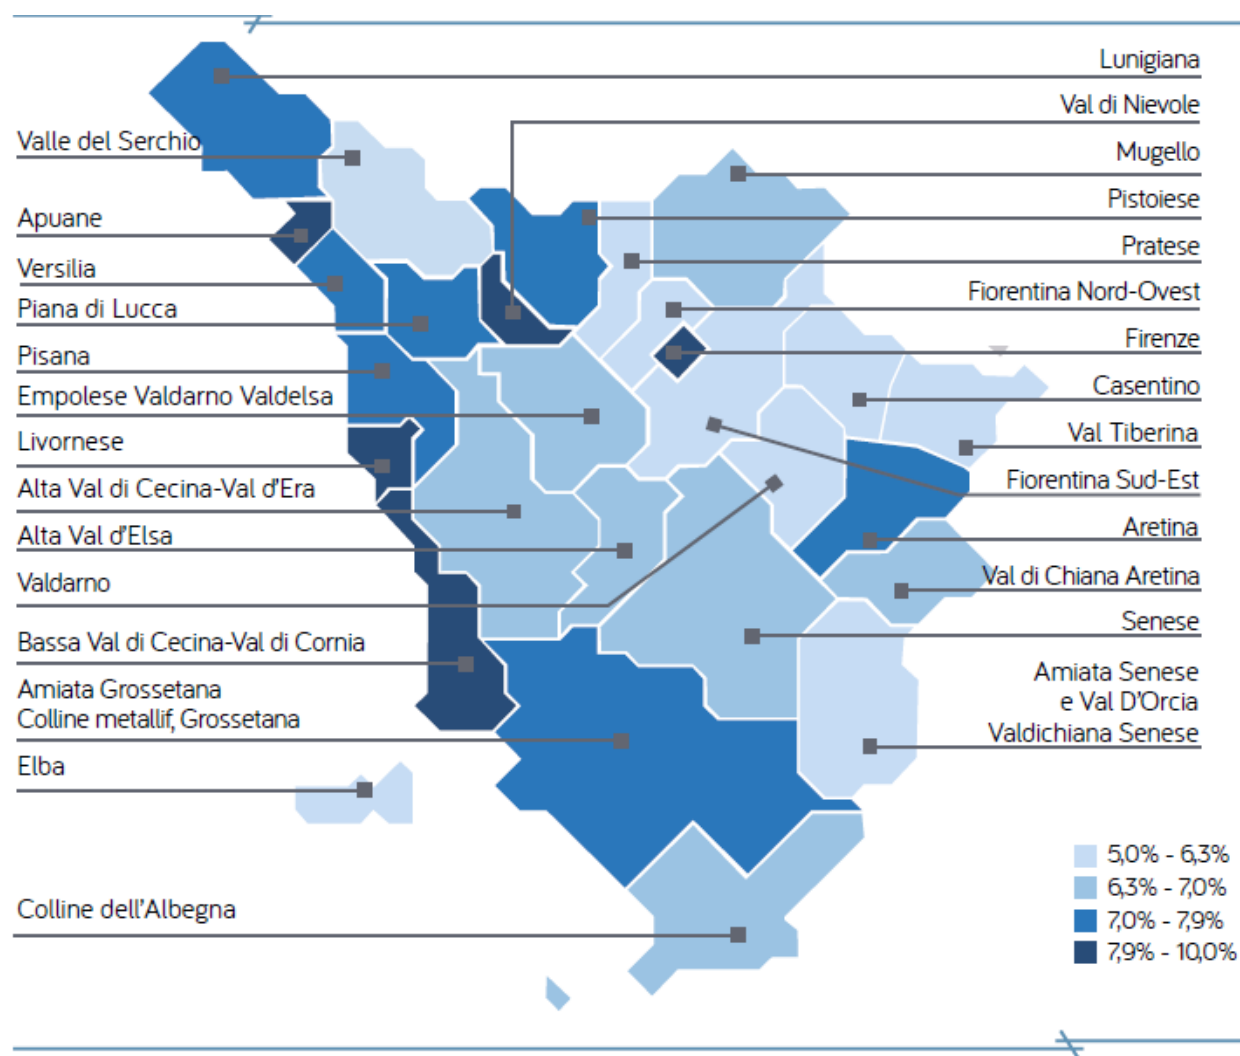 Lunigiana
Val di Nievole
Mugello
Pistoiese
Pratese
Fiorentina Nord-Ovest
Firenze
Casentino
Val Tiberina
Fiorentina Sud-Est
Aretina
Val di Chiana Aretina
Senese
Amiata Senese
e Val D'Orcia
Valdichiana Senese
Valle del Serchio
Apuane
Versilia
Piana di Lucca
Pisana
Empolese Valdarno Valdelsa
Livornese
Alta Val di Cecina-Val d'Era
Alta Val d'Elsa
Valdarno
Bassa Val di Cecina-Val di Cornia
Amiata Grossetana
Colline metallif, Grossetana
Elba
Colline dell'Albegna
5,0% - 6,3%
6,3% - 7,0%
7,0% - 7,9%
7,9% - 10,0%